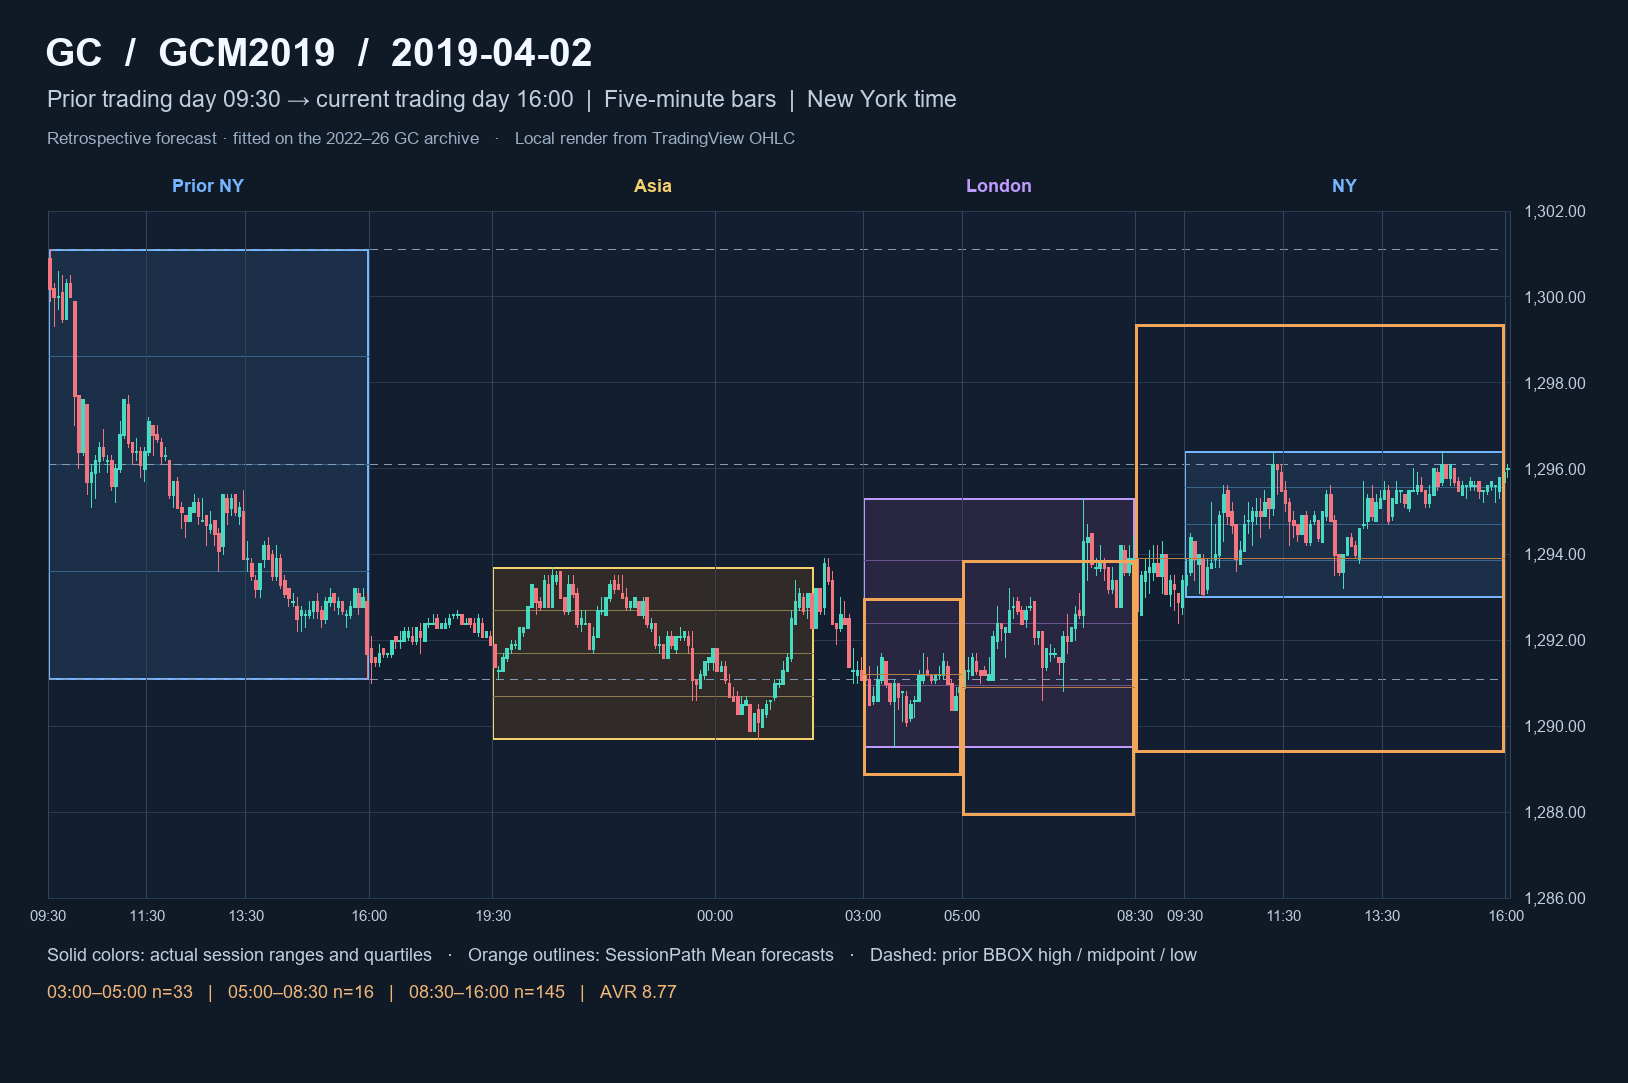 GC / GCM2019 / 2019-04-02
Prior trading day 09:30 → current trading day 16:00 | Five-minute bars | New York time
Retrospective forecast · fitted on the 2022–26 GC archive · Local render from TradingView OHLC
Prior NY Asia London NY
1,302.00
1,300.00
1,298.00
1,296.00
1,294.00
1,292.00
1,290.00
1,288.00
1,286.00
09:30 11:30 13:30 16:00 19:30 00:00 03:00 05:00 08:30 09:30 11:30 13:30 16:00
Solid colors: actual session ranges and quartiles · Orange outlines: SessionPath Mean forecasts · Dashed: prior BBOX high / midpoint / low
03:00–05:00 n=33 | 05:00–08:30 n=16 | 08:30–16:00 n=145 | AVR 8.77